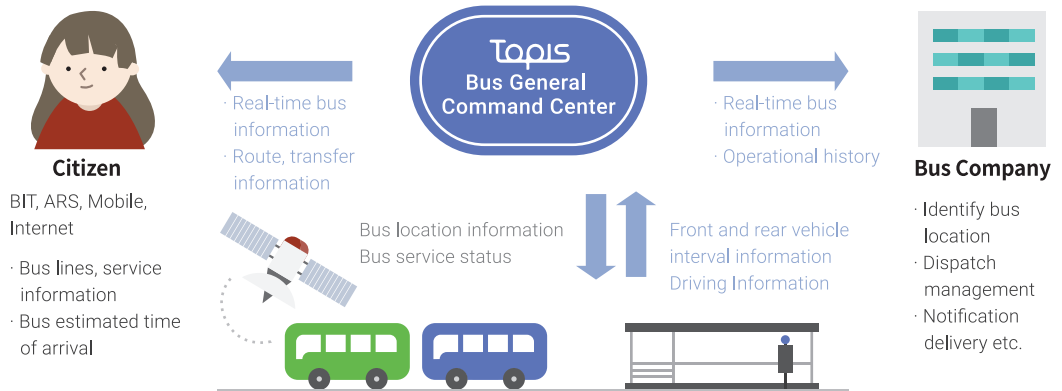 Topis
Bus General
Command Center
· Real-time bus
information
· Route, transfer
information
· Real-time bus
information
· Operational history
Citizen
BIT, ARS, Mobile,
Internet
· Bus lines, service
information
· Bus estimated time
of arrival
Bus location information
Bus service status
Front and rear vehicle
interval information
Driving Information
Bus Company
· Identify bus
location
· Dispatch
management
· Notification
delivery etc.